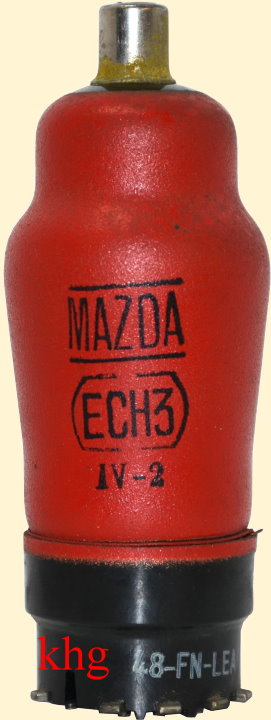 MAZDA
ECH3
IV-2
khg
48-FN-LEA